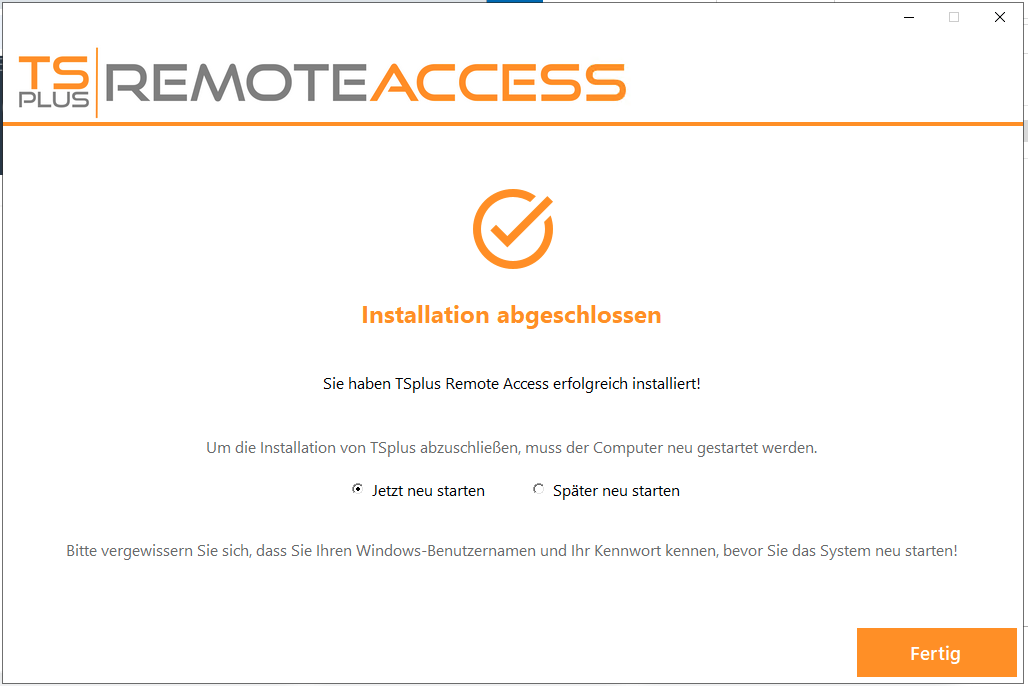 TS PLUS REMOTEACCESS
Installation abgeschlossen
Sie haben TSplus Remote Access erfolgreich installiert!
Um die Installation von TSplus abzuschließen, muss der Computer neu gestartet werden.
Jetzt neu starten Später neu starten
Bitte vergewissern Sie sich, dass Sie Ihren Windows-Benutzernamen und Ihr Kennwort kennen, bevor Sie das System neu starten!
Fertig